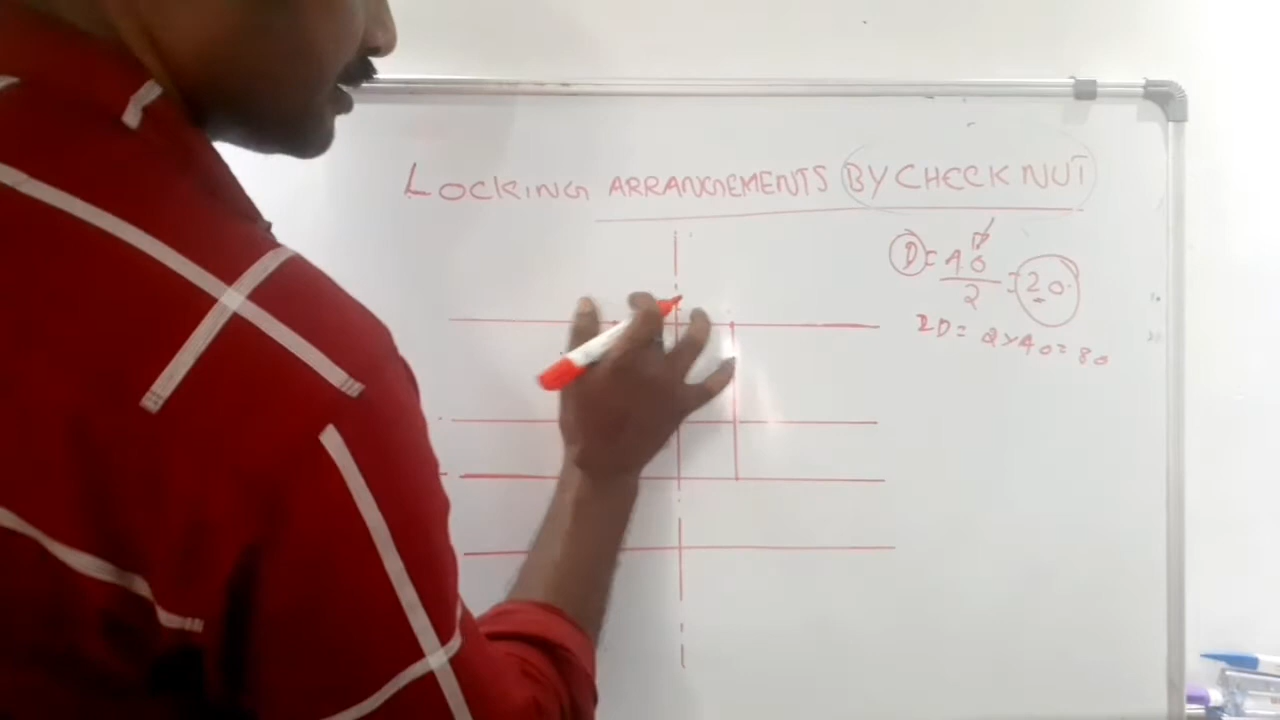 LOCKING ARRANGEMENTS BY CHECK NUT
D = 40/2 = 20
2D = 2 x 40 = 80